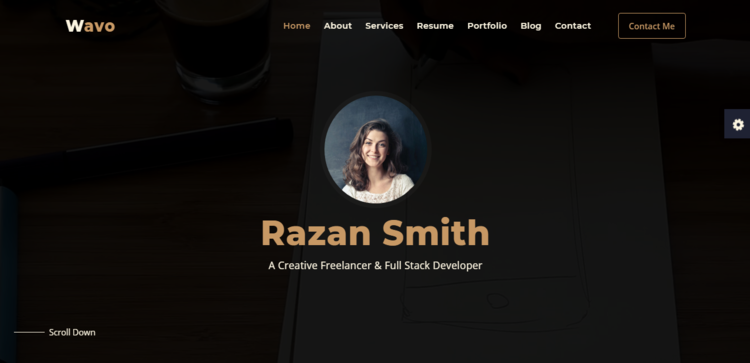 Wavo
Home About Services Resume Portfolio Blog Contact Contact Me
Razan Smith
A Creative Freelancer & Full Stack Developer
Scroll Down